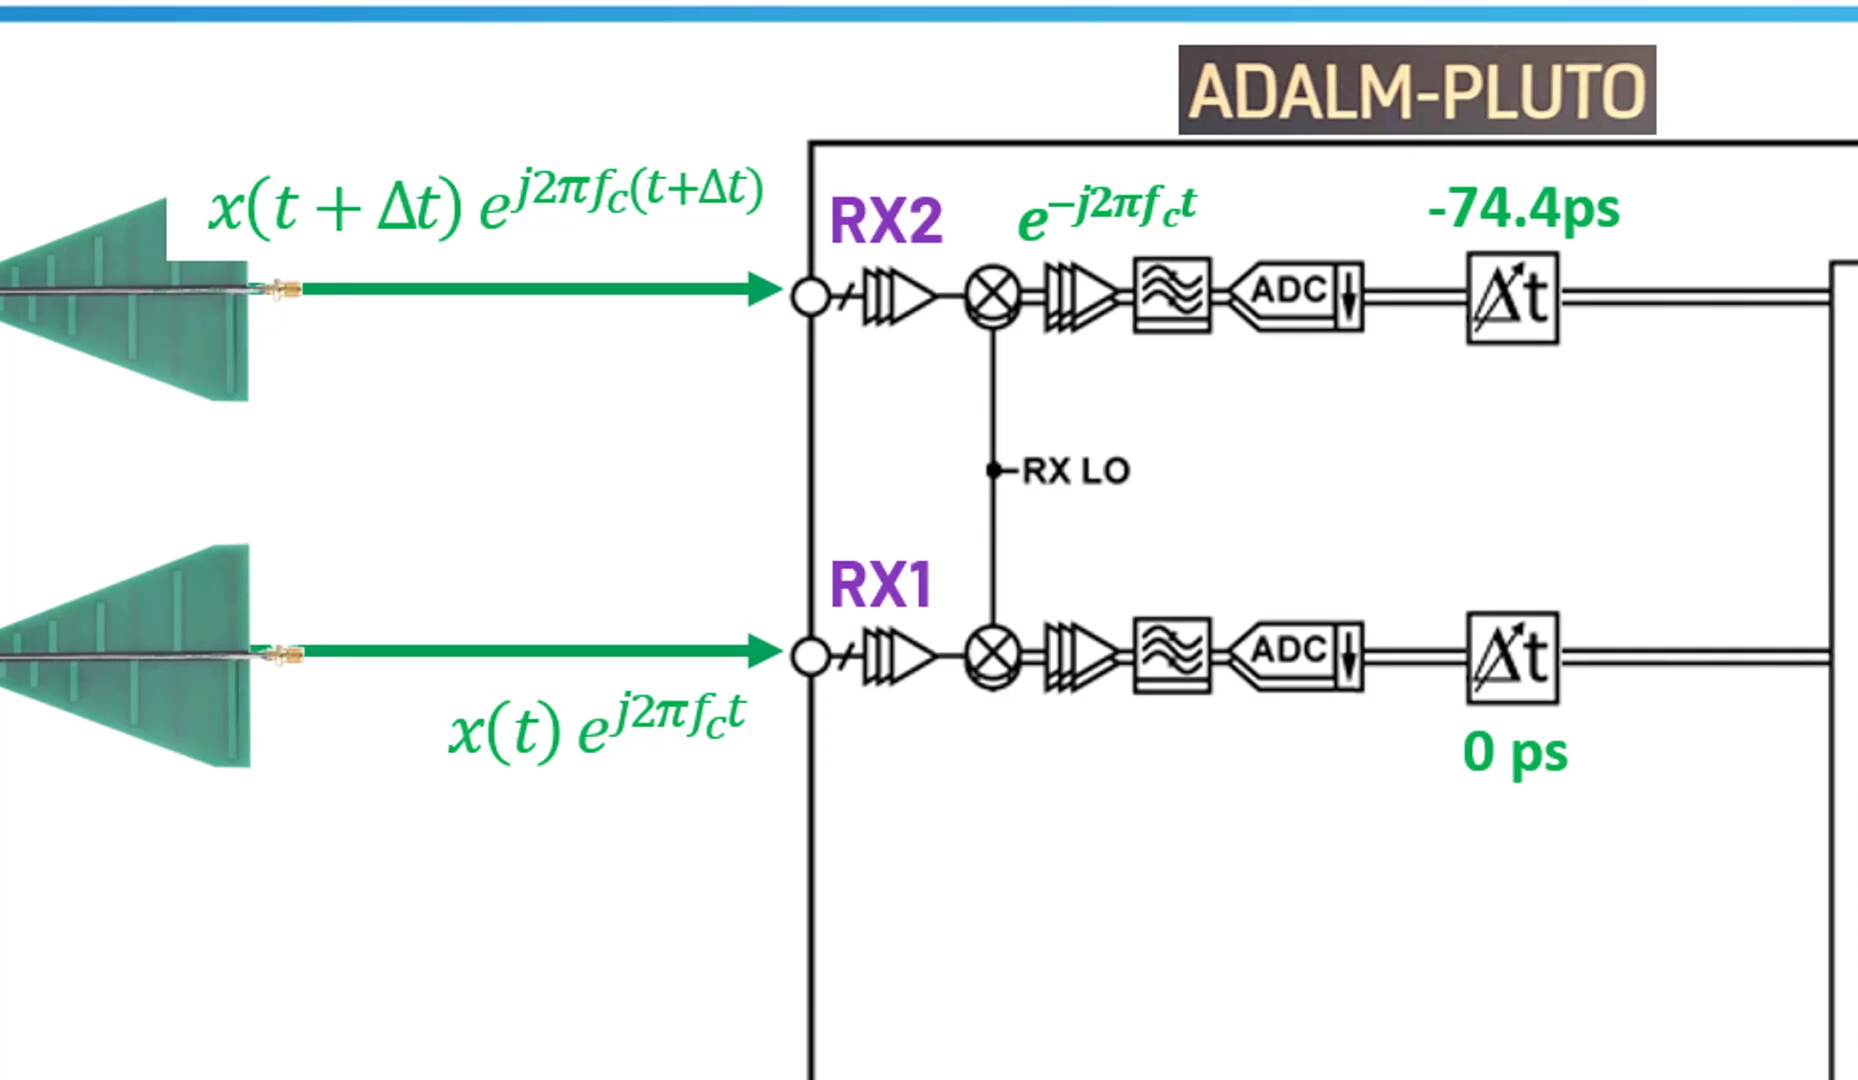 ADALM-PLUTO
x(t + Δt) e^{j2πf_c(t+Δt)}
RX2
e^{-j2πf_ct}
-74.4ps
ADC
Δt
RX LO
RX1
ADC
Δt
x(t) e^{j2πf_ct}
0 ps